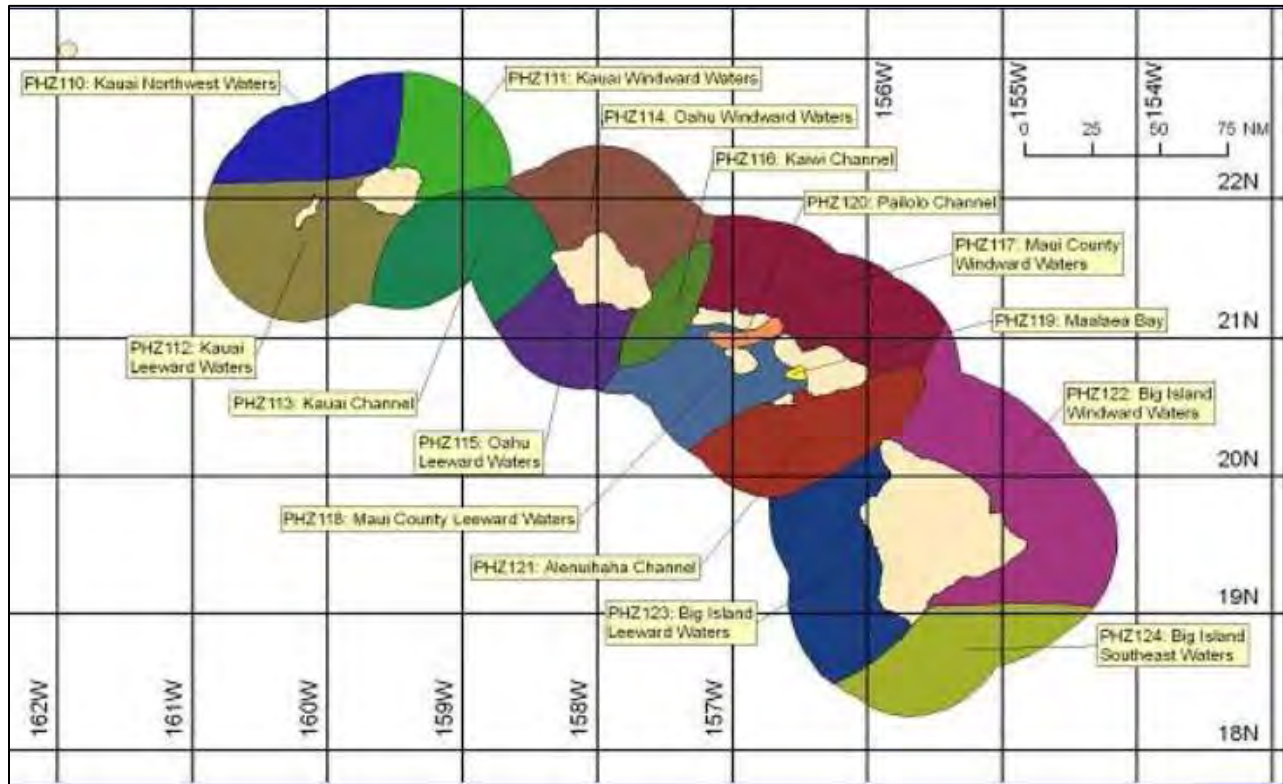 PHZ110: Kauai Northwest Waters
PHZ111: Kauai Windward Waters
PHZ114: Oahu Windward Waters
PHZ116: Kaiwi Channel
PHZ120: Pailolo Channel
PHZ117: Maui County
Windward Waters
PHZ119: Maalaea Bay
PHZ122: Big Island
Windward Waters
PHZ112: Kauai
Leeward Waters
PHZ113: Kauai Channel
PHZ115: Oahu
Leeward Waters
PHZ118: Maui County Leeward Waters
PHZ121: Alenuihaha Channel
PHZ123: Big Island
Leeward Waters
PHZ124: Big Island
Southeast Waters
156W
155W
154W
0 25 50 75 NM
22N
21N
20N
19N
18N
162W
161W
160W
159W
158W
157W